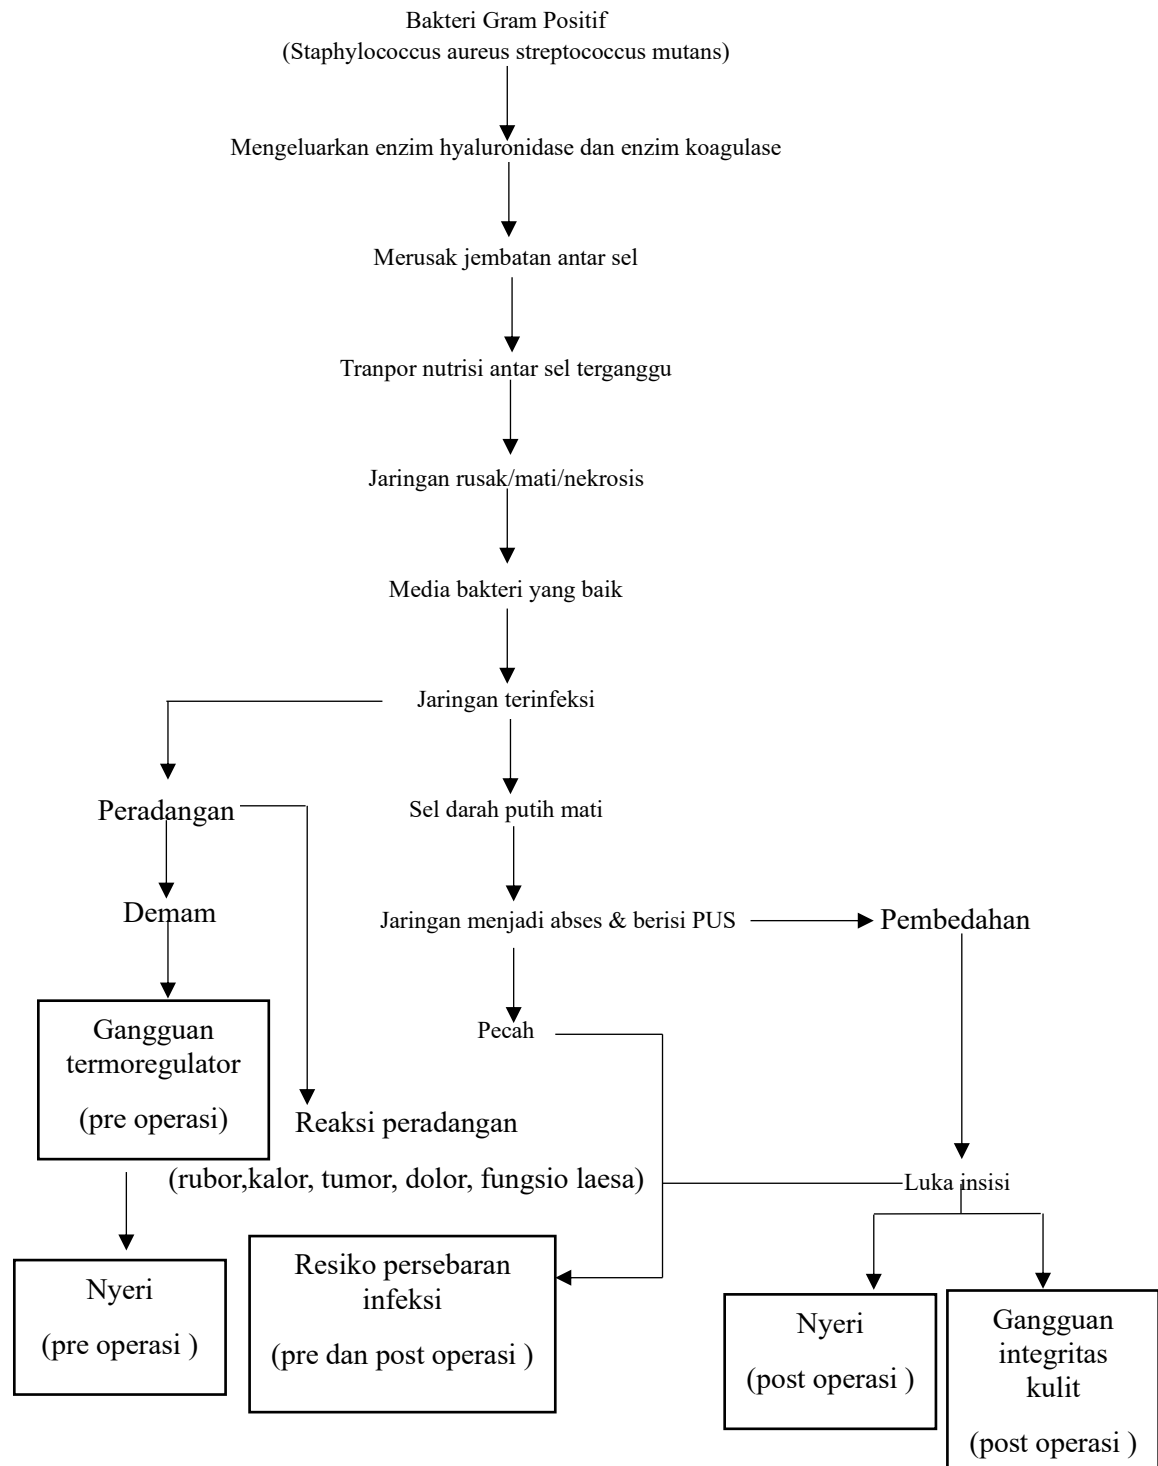 Bakteri Gram Positif
(Staphylococcus aureus streptococcus mutans)
Mengeluarkan enzim hyaluronidase dan enzim koagulase
Merusak jembatan antar sel
Tranpor nutrisi antar sel terganggu
Jaringan rusak/mati/nekrosis
Media bakteri yang baik
Jaringan terinfeksi
Peradangan
Sel darah putih mati
Demam
Jaringan menjadi abses & berisi PUS
Pembedahan
Gangguan
termoregulator
(pre operasi)
Pecah
Reaksi peradangan
(rubor,kalor, tumor, dolor, fungsio laesa)
Luka insisi
Nyeri
(pre operasi )
Resiko persebaran
infeksi
(pre dan post operasi )
Nyeri
(post operasi )
Gangguan
integritas
kulit
(post operasi )